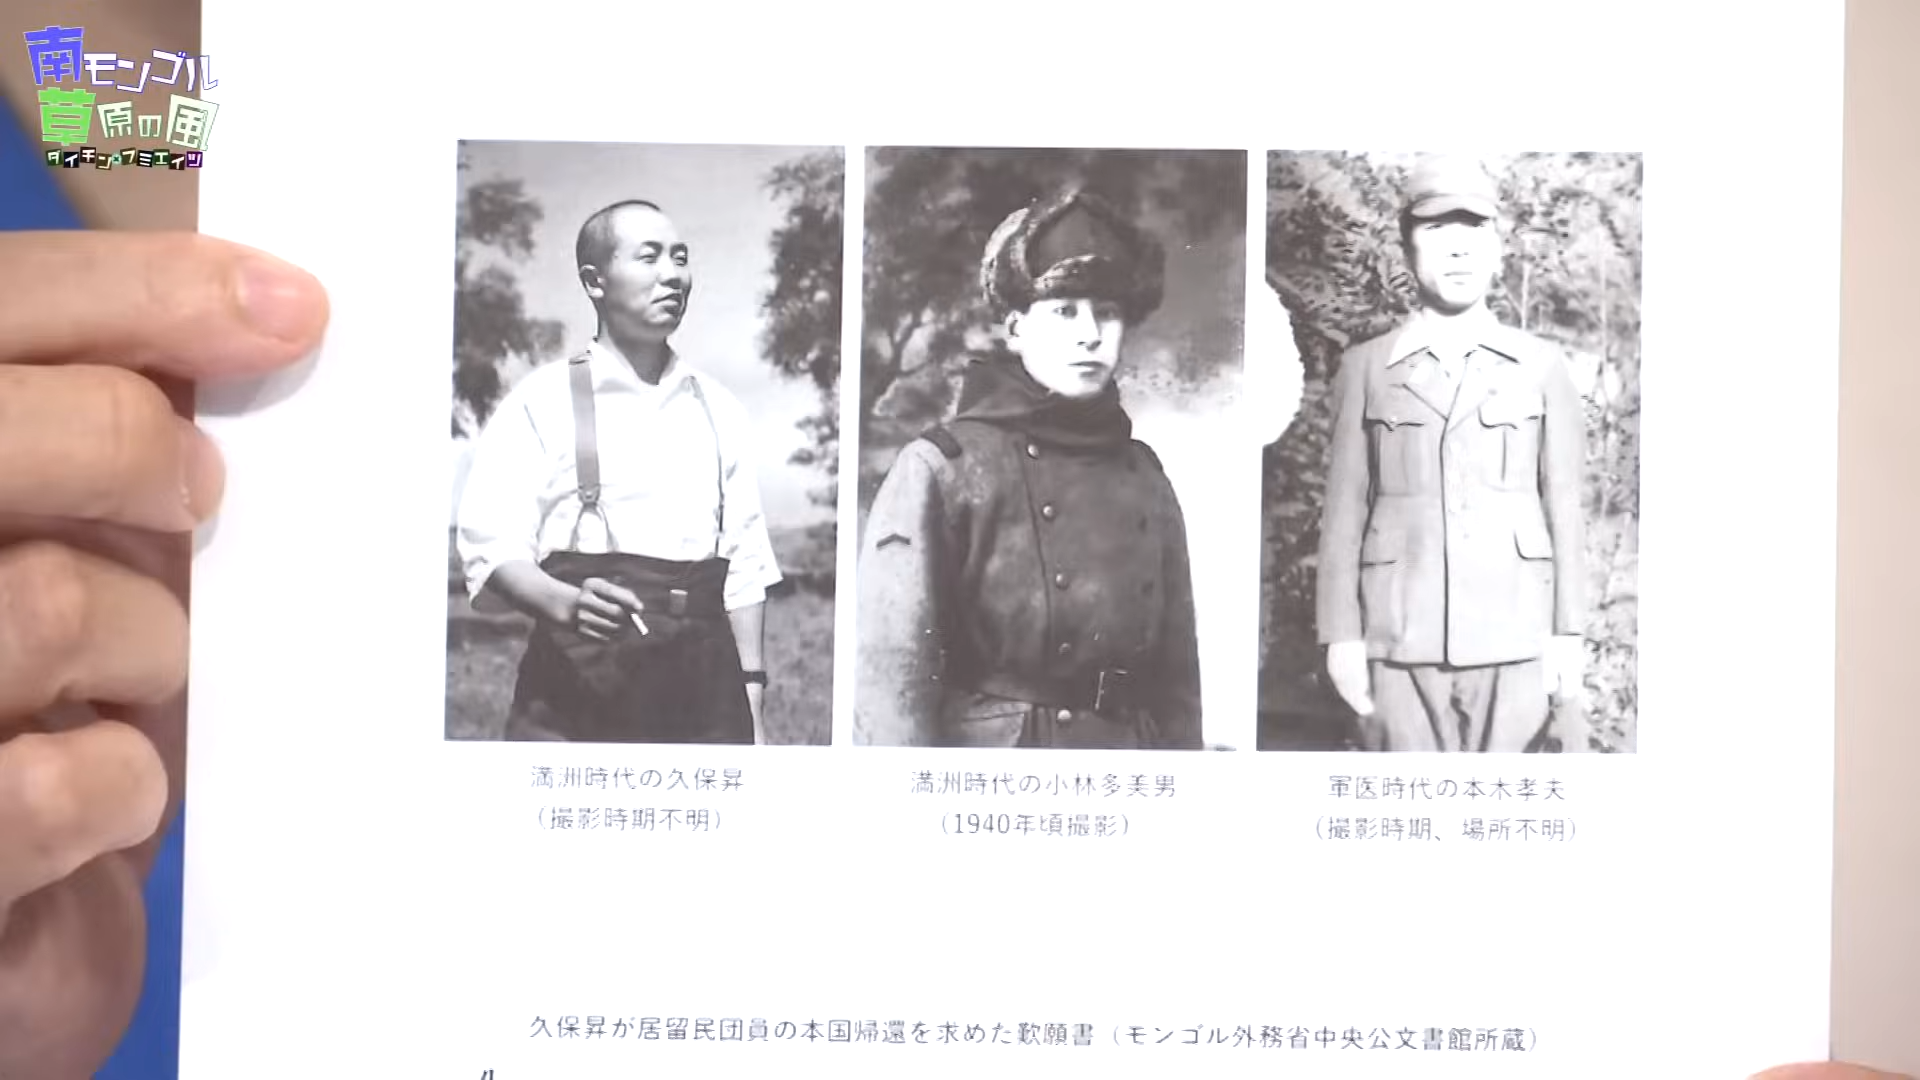 南モンゴル
草原の風
ダイチン×フミエイツ
満洲時代の久保昇
(撮影時期不明)
満洲時代の小林多美男
(1940年頃撮影)
軍医時代の本木孝夫
(撮影時期、場所不明)
久保昇が居留民団員の本国帰還を求めた歎願書(モンゴル外務省中央公文書館所蔵)